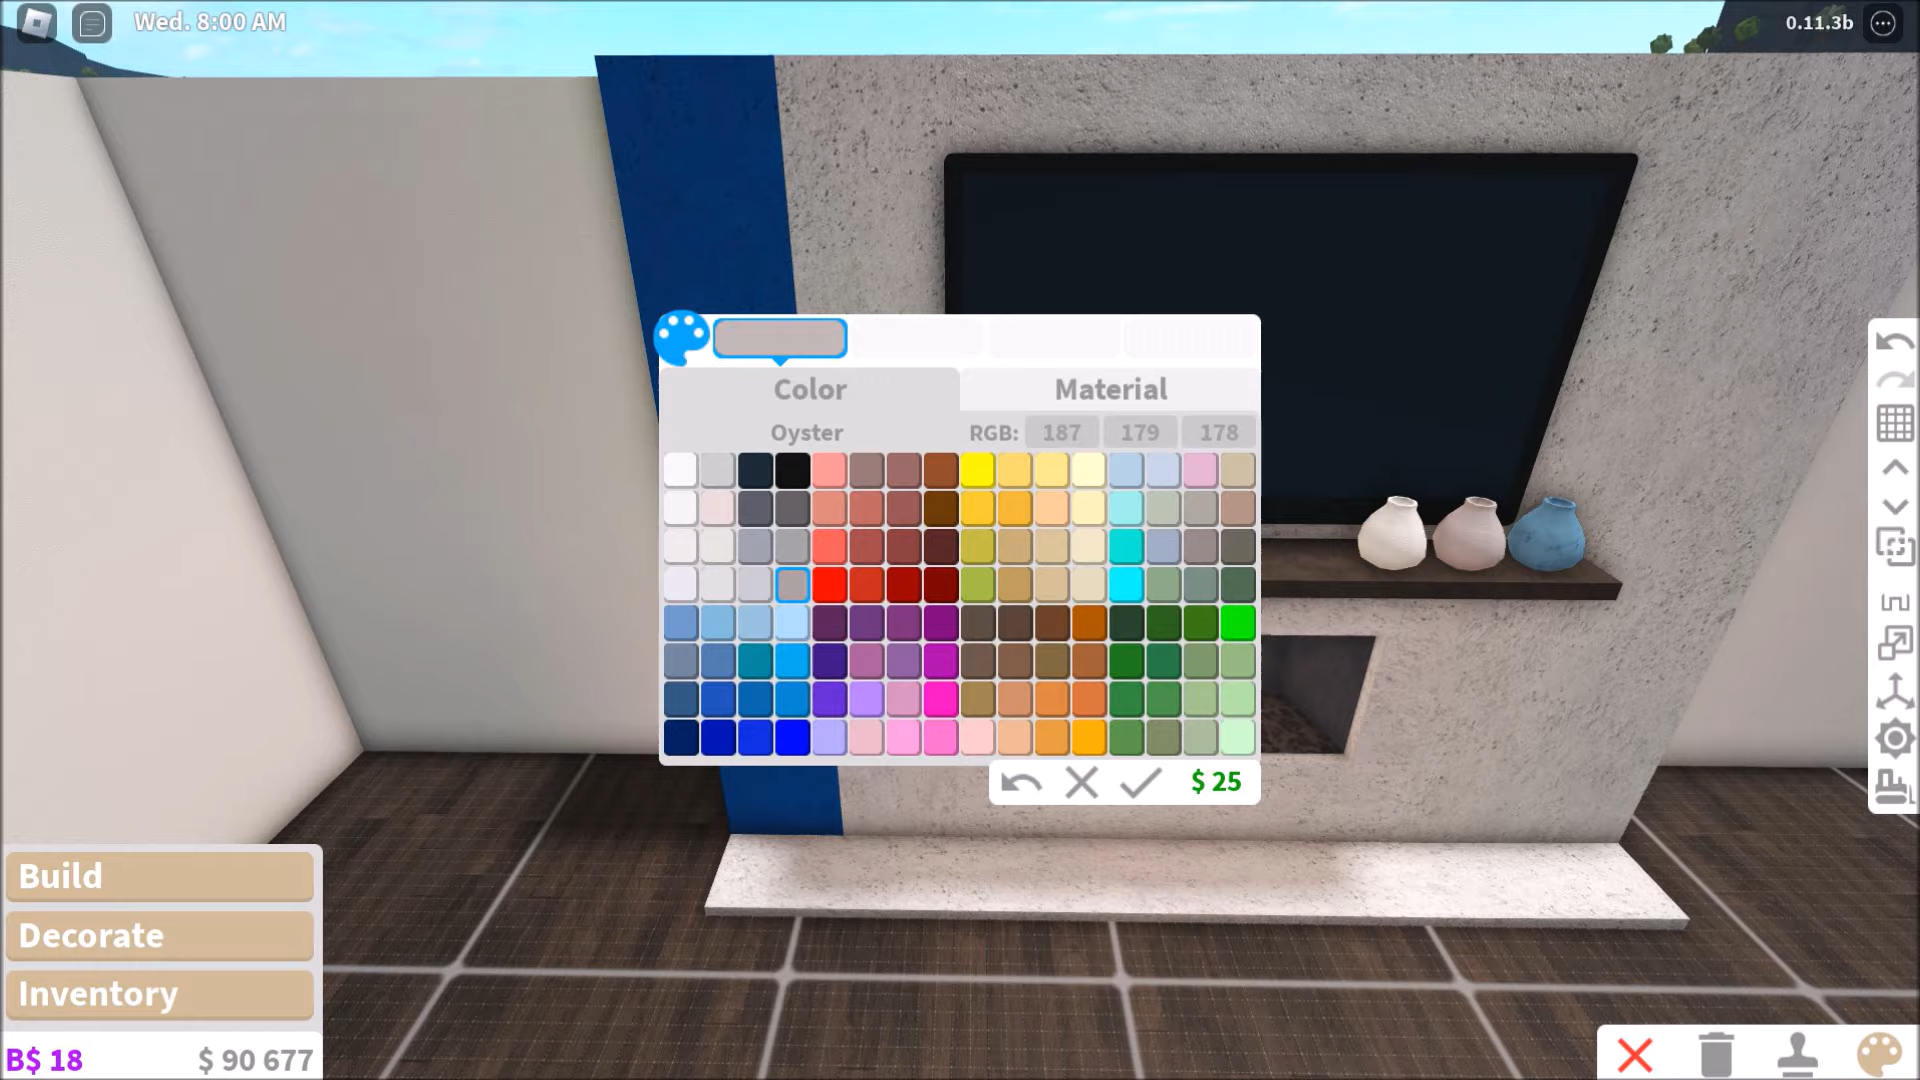 Wed. 8:00 AM
0.11.3b
Color
Material
Oyster
RGB: 187 179 178
$ 25
Build
Decorate
Inventory
B$ 18
$ 90 677